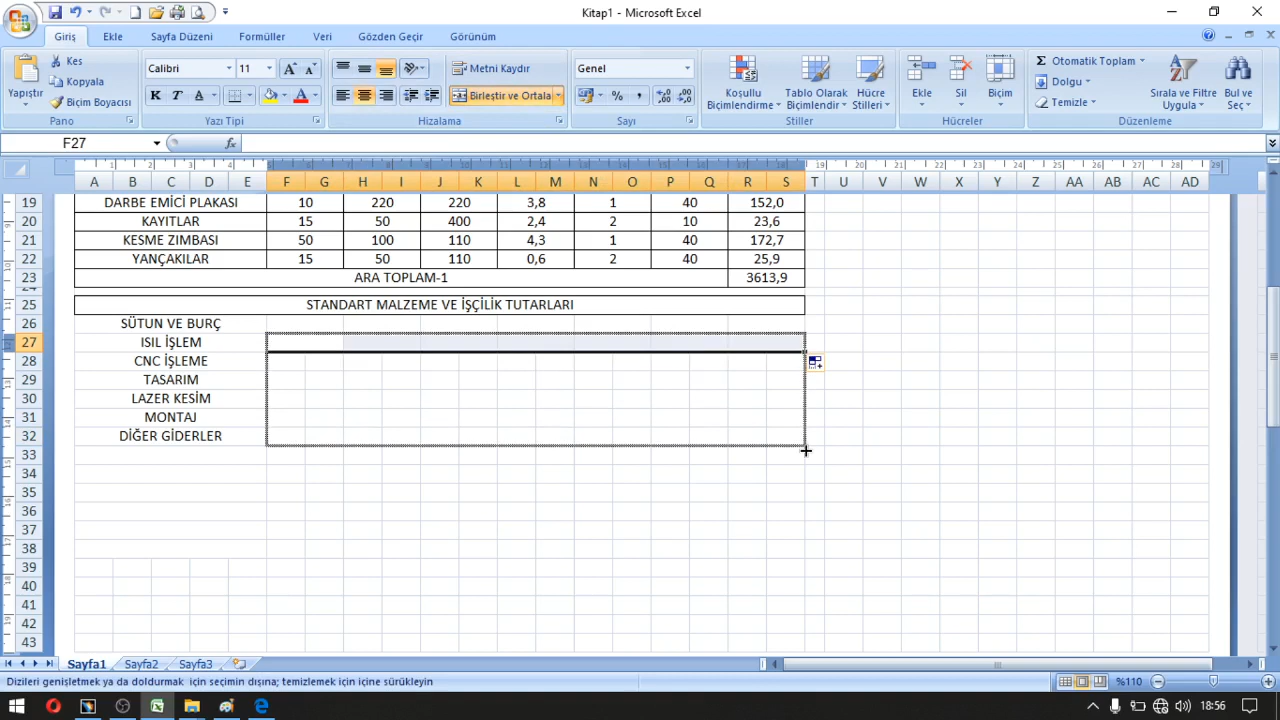 Kitap1 - Microsoft Excel
Giriş Ekle Sayfa Düzeni Formüller Veri Gözden Geçir Görünüm
Yapıştır Kes Kopyala Biçim Boyacısı Pano
Calibri 11 K T A A A A Yazı Tipi
Metni Kaydır Birleştir ve Ortala Hizalama
Genel % Sayı
Koşullu Biçimlendirme Tablo Olarak Biçimlendir Hücre Stilleri Stiller
Ekle Sil Biçim Hücreler
Σ Otomatik Toplam Dolgu Temizle Sırala ve Filtre Uygula Bul ve Seç Düzenleme
F27 fx
A B C D E F G H I J K L M N O P Q R S T U V W X Y Z AA AB AC AD
19 DARBE EMİCİ PLAKASI 10 220 220 3,8 1 40 152,0
20 KAYITLAR 15 50 400 2,4 2 10 23,6
21 KESME ZIMBASI 50 100 110 4,3 1 40 172,7
22 YANÇAKILAR 15 50 110 0,6 2 40 25,9
23 ARA TOPLAM-1 3613,9
24
25 STANDART MALZEME VE İŞÇİLİK TUTARLARI
26 SÜTUN VE BURÇ
27 ISIL İŞLEM
28 CNC İŞLEME
29 TASARIM
30 LAZER KESİM
31 MONTAJ
32 DİĞER GİDERLER
33
34
35
36
37
38
39
40
41
42
43
Sayfa1 Sayfa2 Sayfa3
Dizileri genişletmek ya da doldurmak için seçimin dışına; temizlemek için içine sürükleyin %110
18:56